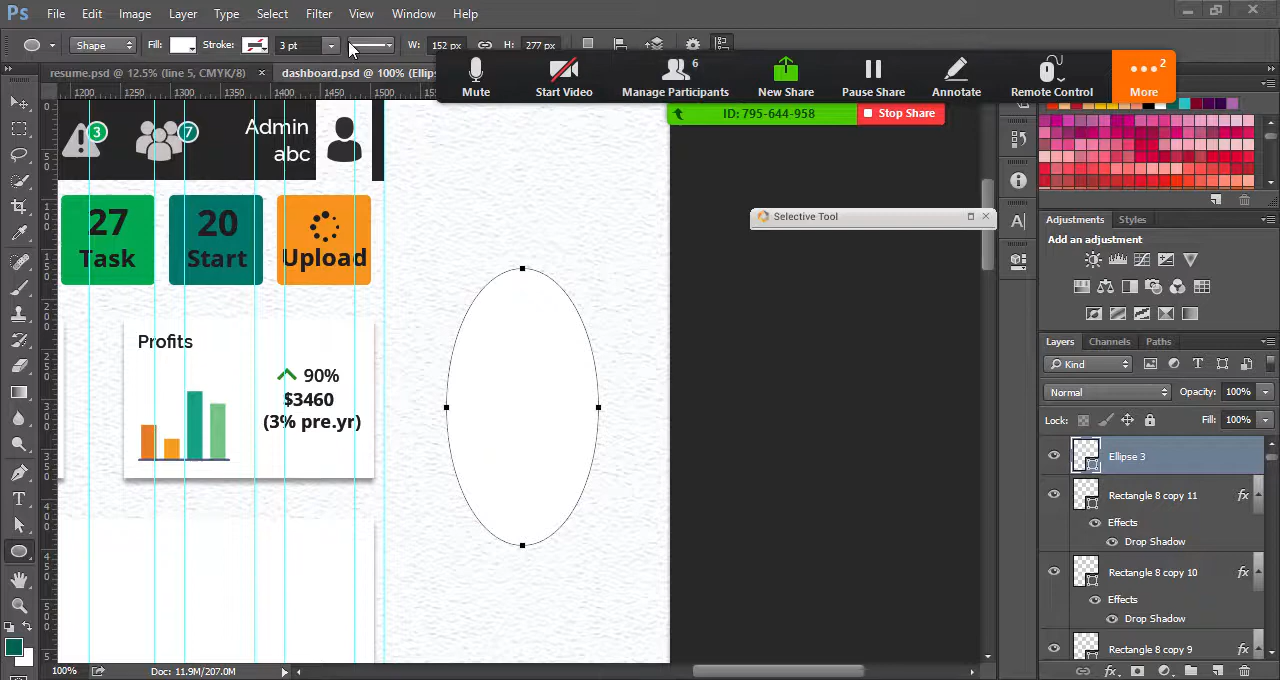 Ps File Edit Image Layer Type Select Filter View Window Help
Shape Fill: Stroke: 3 pt W: 152 px H: 277 px
resume.psd @ 12.5% (line 5, CMYK/8) × dashboard.psd @ 100% (Ellips
Mute Start Video 6 Manage Participants New Share Pause Share Annotate Remote Control 2 More
ID: 795-644-958 Stop Share
1200 1250 1300 1350 1400 1450 1500
3 7 Admin
abc
27 20
Task Start Upload
Selective Tool
Profits
90%
$3460
(3% pre.yr)
Adjustments Styles
Add an adjustment
Layers Channels Paths
Kind
Normal Opacity: 100%
Lock: Fill: 100%
Ellipse 3
Rectangle 8 copy 11 fx
Effects
Drop Shadow
Rectangle 8 copy 10 fx
Effects
Drop Shadow
Rectangle 8 copy 9 fx
100% Doc: 11.9M/207.0M